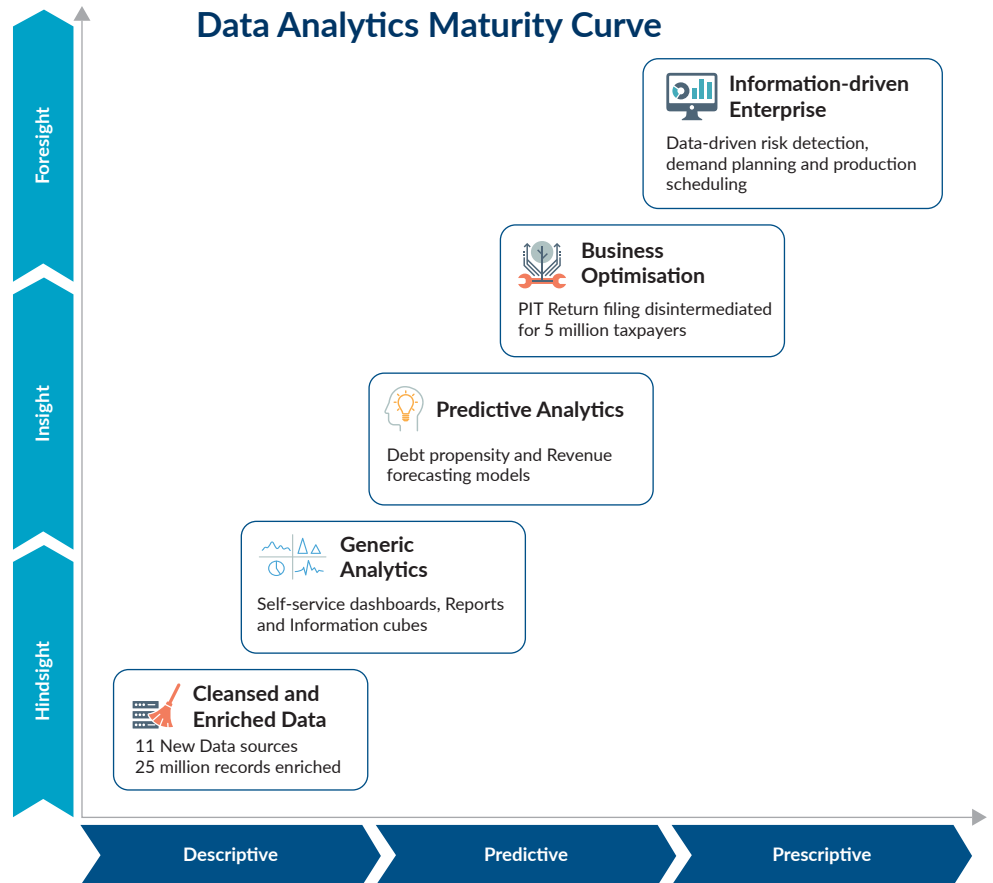 Data Analytics Maturity Curve
Foresight
Insight
Hindsight
Information-driven
Enterprise
Data-driven risk detection,
demand planning and production
scheduling
Business
Optimisation
PIT Return filing disintermediated
for 5 million taxpayers
Predictive Analytics
Debt propensity and Revenue
forecasting models
Generic
Analytics
Self-service dashboards, Reports
and Information cubes
Cleansed and
Enriched Data
11 New Data sources
25 million records enriched
Descriptive
Predictive
Prescriptive